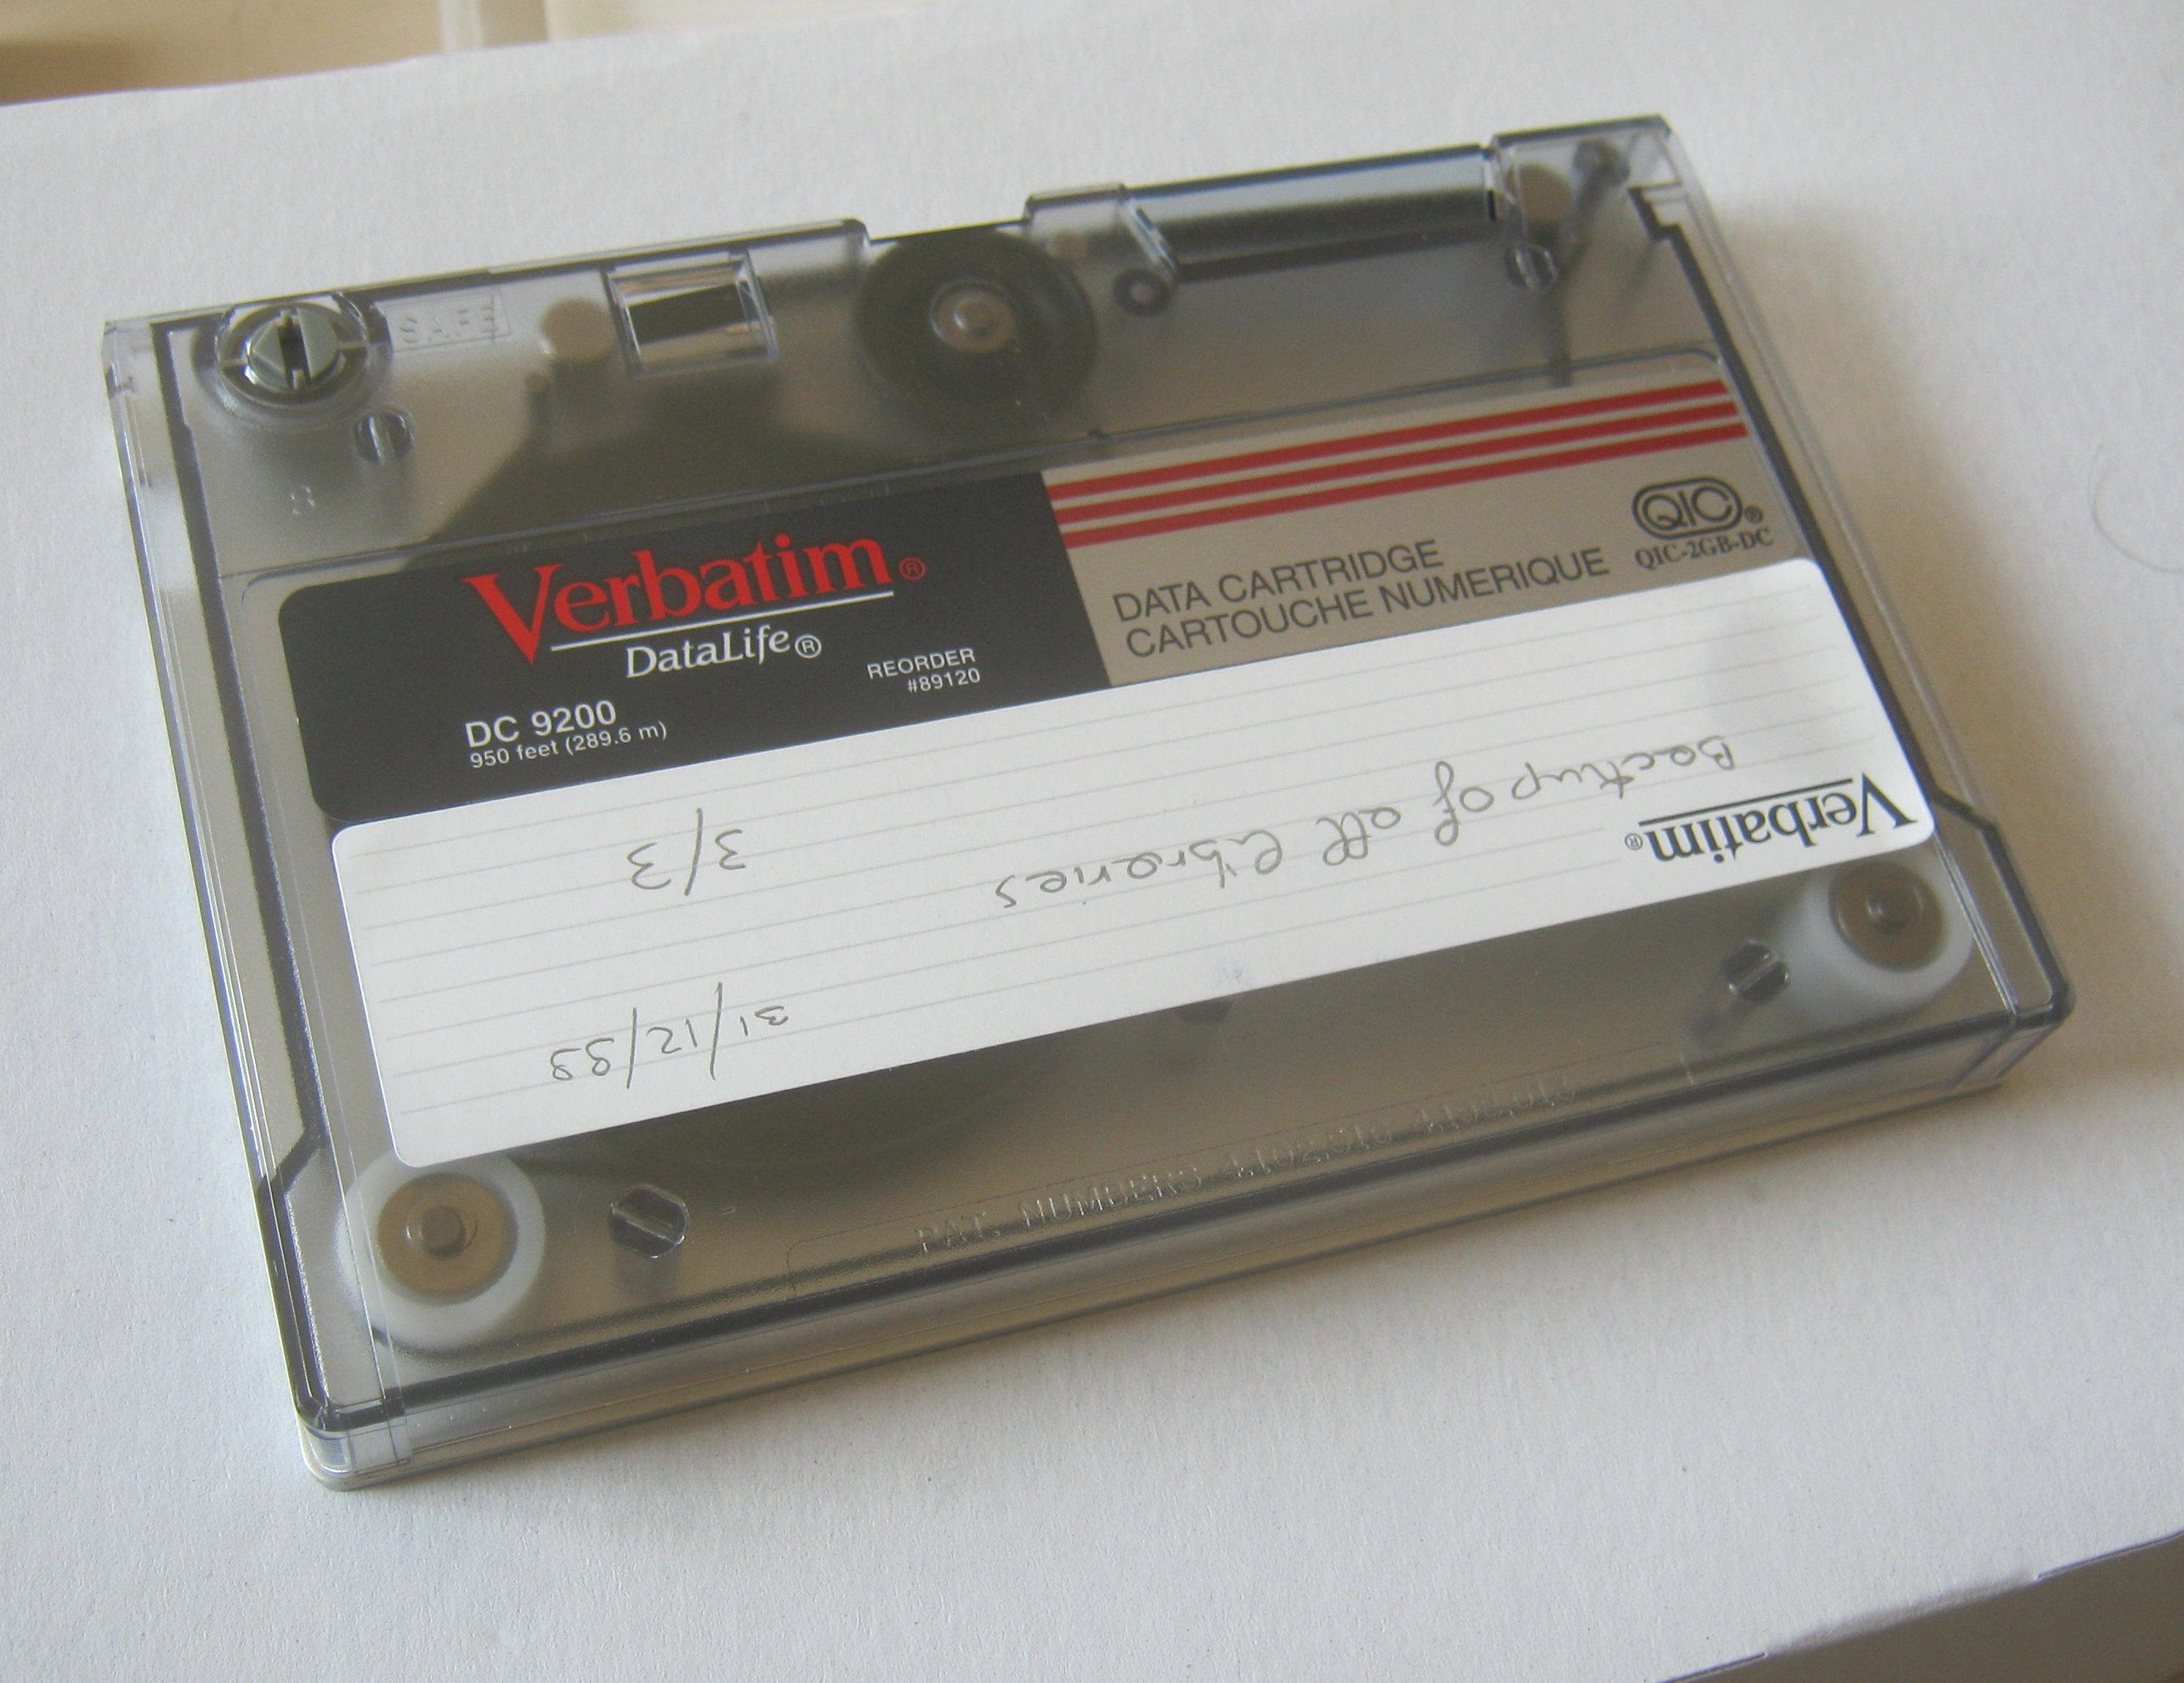 SAFE
Verbatim®
DataLife®
REORDER
#89120
DC 9200
950 feet (289.6 m)
QIC®
QIC-2GB-DC
DATA CARTRIDGE
CARTOUCHE NUMERIQUE
Verbatim®
Backup of all libraries
3/3
31/12/99
PAT. NUMBERS